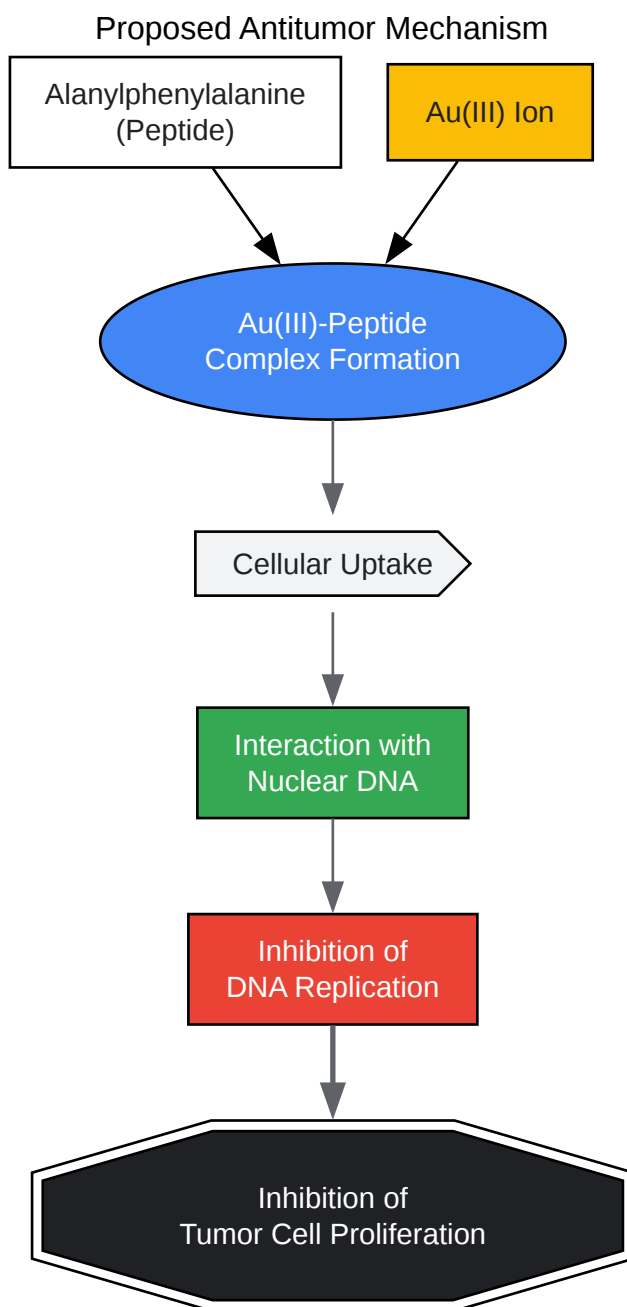 Proposed Antitumor Mechanism
Alanylphenylalanine
(Peptide)
Au(III) Ion
Au(III)-Peptide
Complex Formation
Cellular Uptake
Interaction with
Nuclear DNA
Inhibition of
DNA Replication
Inhibition of
Tumor Cell Proliferation